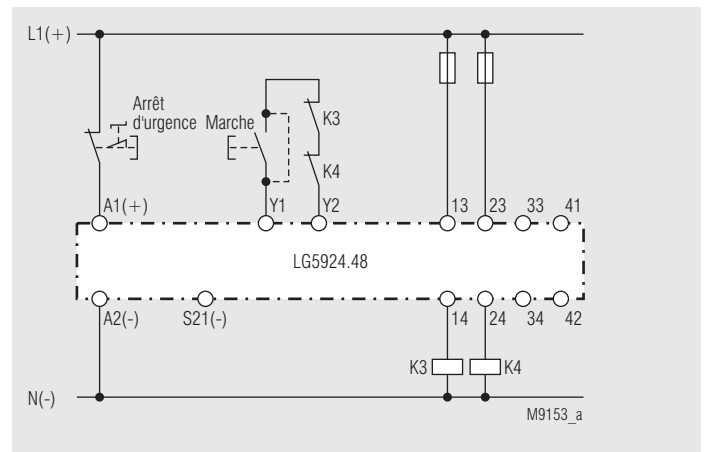 L1(+)
Arrêt
d'urgence
Marche
K3
K4
A1(+)
Y1
Y2
13
23
33
41
LG5924.48
A2(-)
S21(-)
14
24
34
42
K3
K4
N(-)
M9153_a